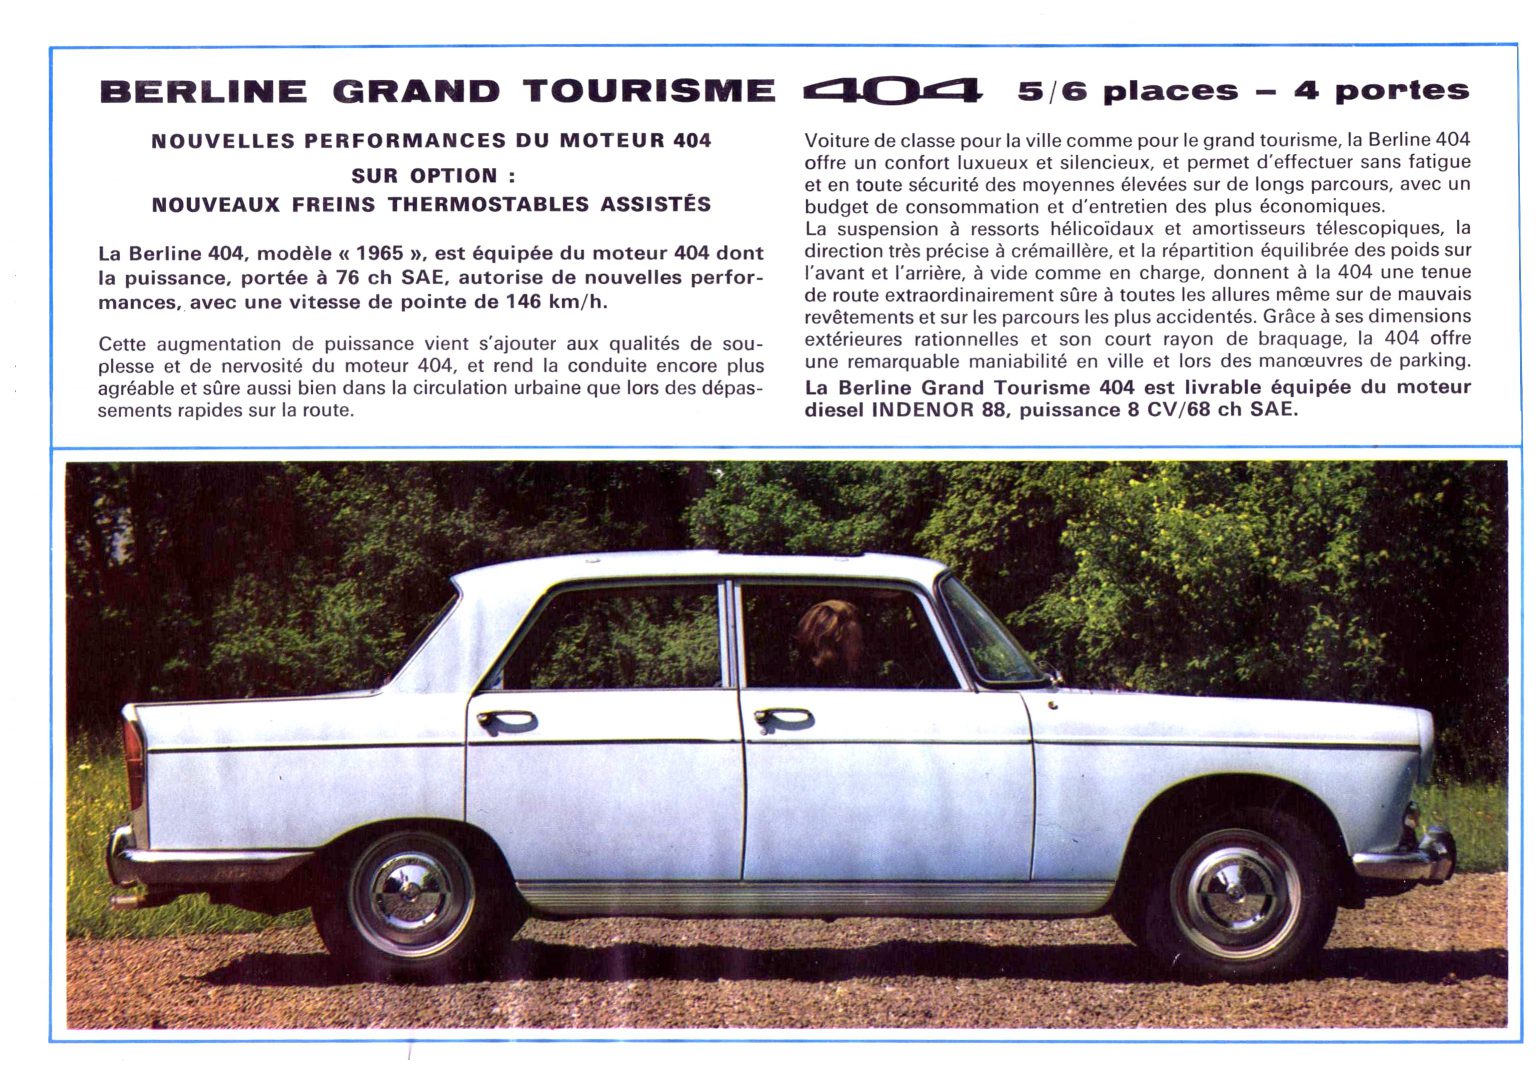 BERLINE GRAND TOURISME 404 5/6 places – 4 portes
NOUVELLES PERFORMANCES DU MOTEUR 404
SUR OPTION :
NOUVEAUX FREINS THERMOSTABLES ASSISTÉS
La Berline 404, modèle « 1965 », est équipée du moteur 404 dont
la puissance, portée à 76 ch SAE, autorise de nouvelles perfor-
mances, avec une vitesse de pointe de 146 km/h.
Cette augmentation de puissance vient s'ajouter aux qualités de sou-
plesse et de nervosité du moteur 404, et rend la conduite encore plus
agréable et sûre aussi bien dans la circulation urbaine que lors des dépas-
sements rapides sur la route.
Voiture de classe pour la ville comme pour le grand tourisme, la Berline 404
offre un confort luxueux et silencieux, et permet d'effectuer sans fatigue
et en toute sécurité des moyennes élevées sur de longs parcours, avec un
budget de consommation et d'entretien des plus économiques.
La suspension à ressorts hélicoïdaux et amortisseurs télescopiques, la
direction très précise à crémaillère, et la répartition équilibrée des poids sur
l'avant et l'arrière, à vide comme en charge, donnent à la 404 une tenue
de route extraordinairement sûre à toutes les allures même sur de mauvais
revêtements et sur les parcours les plus accidentés. Grâce à ses dimensions
extérieures rationnelles et son court rayon de braquage, la 404 offre
une remarquable maniabilité en ville et lors des manœuvres de parking.
La Berline Grand Tourisme 404 est livrable équipée du moteur
diesel INDENOR 88, puissance 8 CV/68 ch SAE.